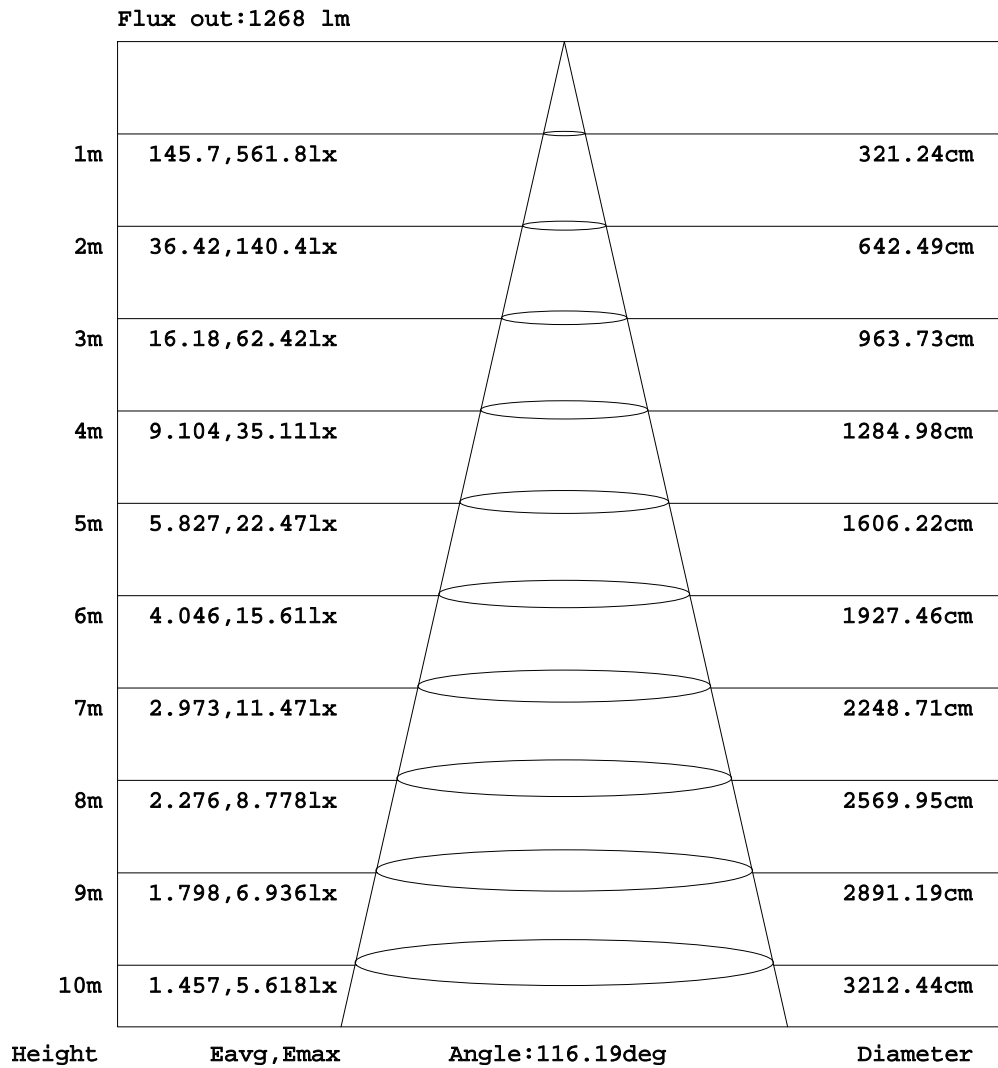 Flux out:1268 lm
1m 145.7,561.8lx 321.24cm
2m 36.42,140.4lx 642.49cm
3m 16.18,62.42lx 963.73cm
4m 9.104,35.11lx 1284.98cm
5m 5.827,22.47lx 1606.22cm
6m 4.046,15.61lx 1927.46cm
7m 2.973,11.47lx 2248.71cm
8m 2.276,8.778lx 2569.95cm
9m 1.798,6.936lx 2891.19cm
10m 1.457,5.618lx 3212.44cm
Height Eavg,Emax Angle:116.19deg Diameter